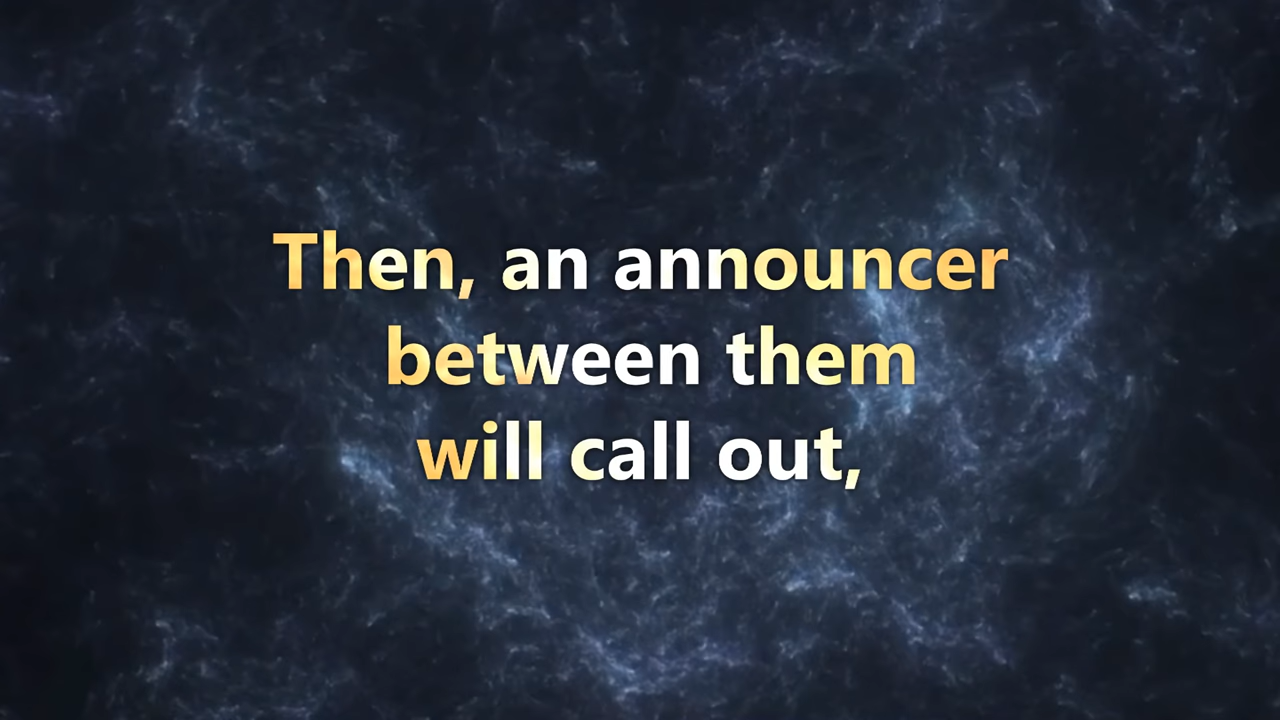 Then, an announcer
between them
will call out,